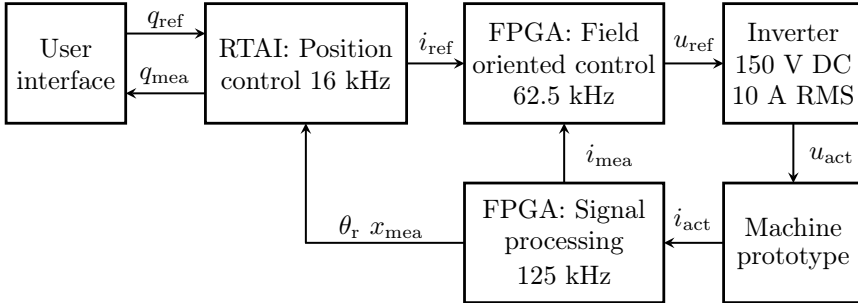 User
interface
q_ref
q_mea
RTAI: Position
control 16 kHz
i_ref
FPGA: Field
oriented control
62.5 kHz
u_ref
Inverter
150 V DC
10 A RMS
u_act
i_mea
θ_r x_mea
FPGA: Signal
processing
125 kHz
i_act
Machine
prototype